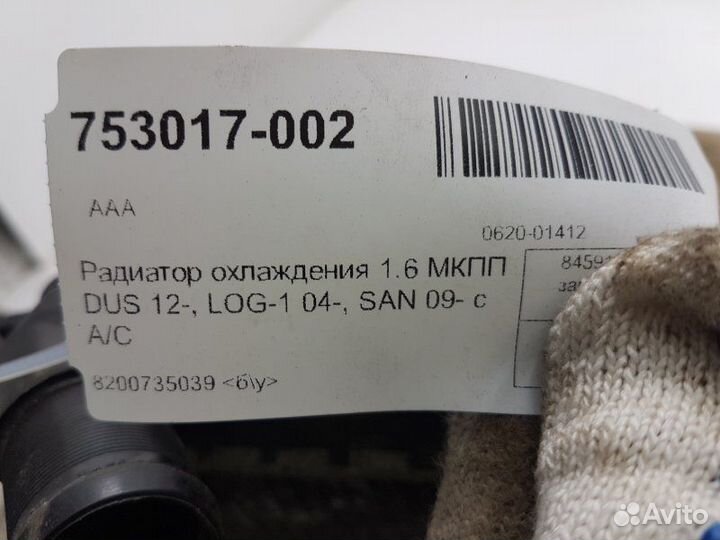 753017-002
AAA
0620-01412
Радиатор охлаждения 1.6 МКПП
DUS 12-, LOG-1 04-, SAN 09- с
A/C
8200735039 <б\у>
Avito